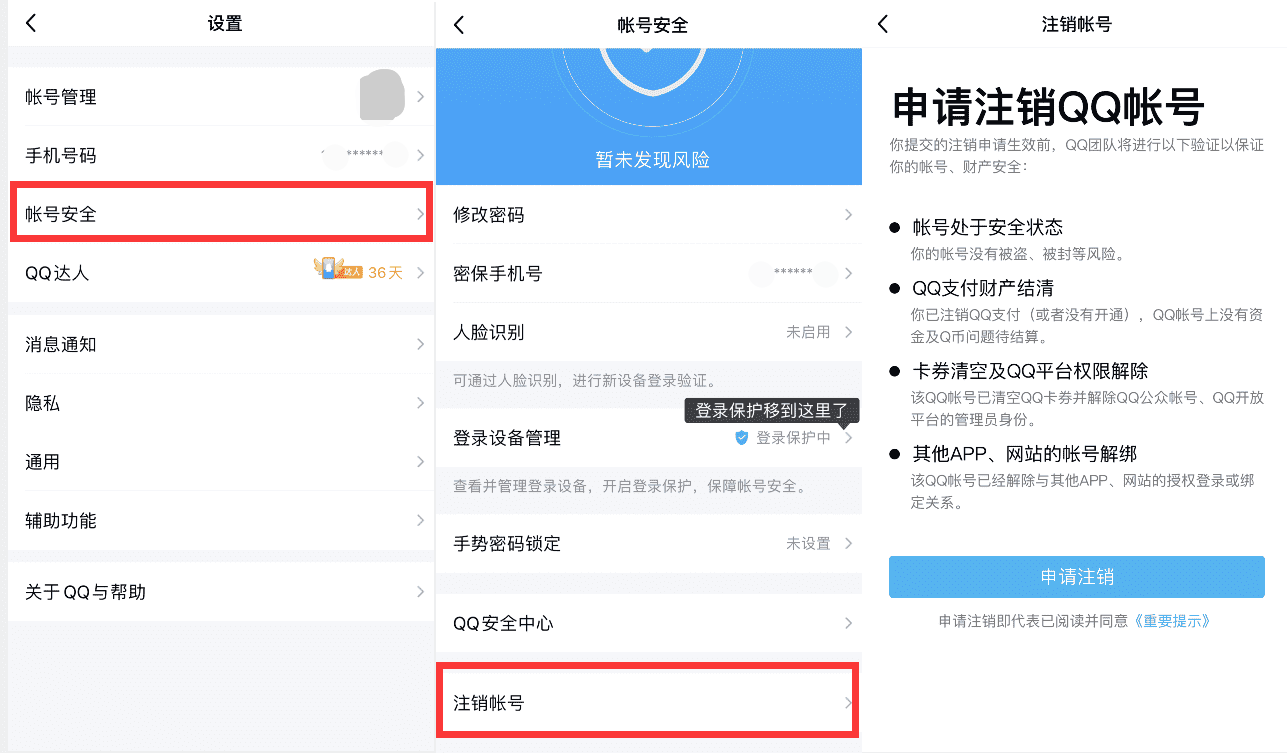 设置
帐号管理
手机号码 ******
帐号安全
QQ达人 达人 36天
消息通知
隐私
通用
辅助功能
关于QQ与帮助
帐号安全
暂未发现风险
修改密码
密保手机号 ******
人脸识别 未启用
可通过人脸识别，进行新设备登录验证。
登录保护移到这里了
登录设备管理 登录保护中
查看并管理登录设备，开启登录保护，保障帐号安全。
手势密码锁定 未设置
QQ安全中心
注销帐号
注销帐号
申请注销QQ帐号
你提交的注销申请生效前，QQ团队将进行以下验证以保证
你的帐号、财产安全：
● 帐号处于安全状态
你的帐号没有被盗、被封等风险。
● QQ支付财产结清
你已注销QQ支付（或者没有开通），QQ帐号上没有资
金及Q币问题待结算。
● 卡券清空及QQ平台权限解除
该QQ帐号已清空QQ卡券并解除QQ公众帐号、QQ开放
平台的管理员身份。
● 其他APP、网站的帐号解绑
该QQ帐号已经解除与其他APP、网站的授权登录或绑
定关系。
申请注销
申请注销即代表已阅读并同意《重要提示》